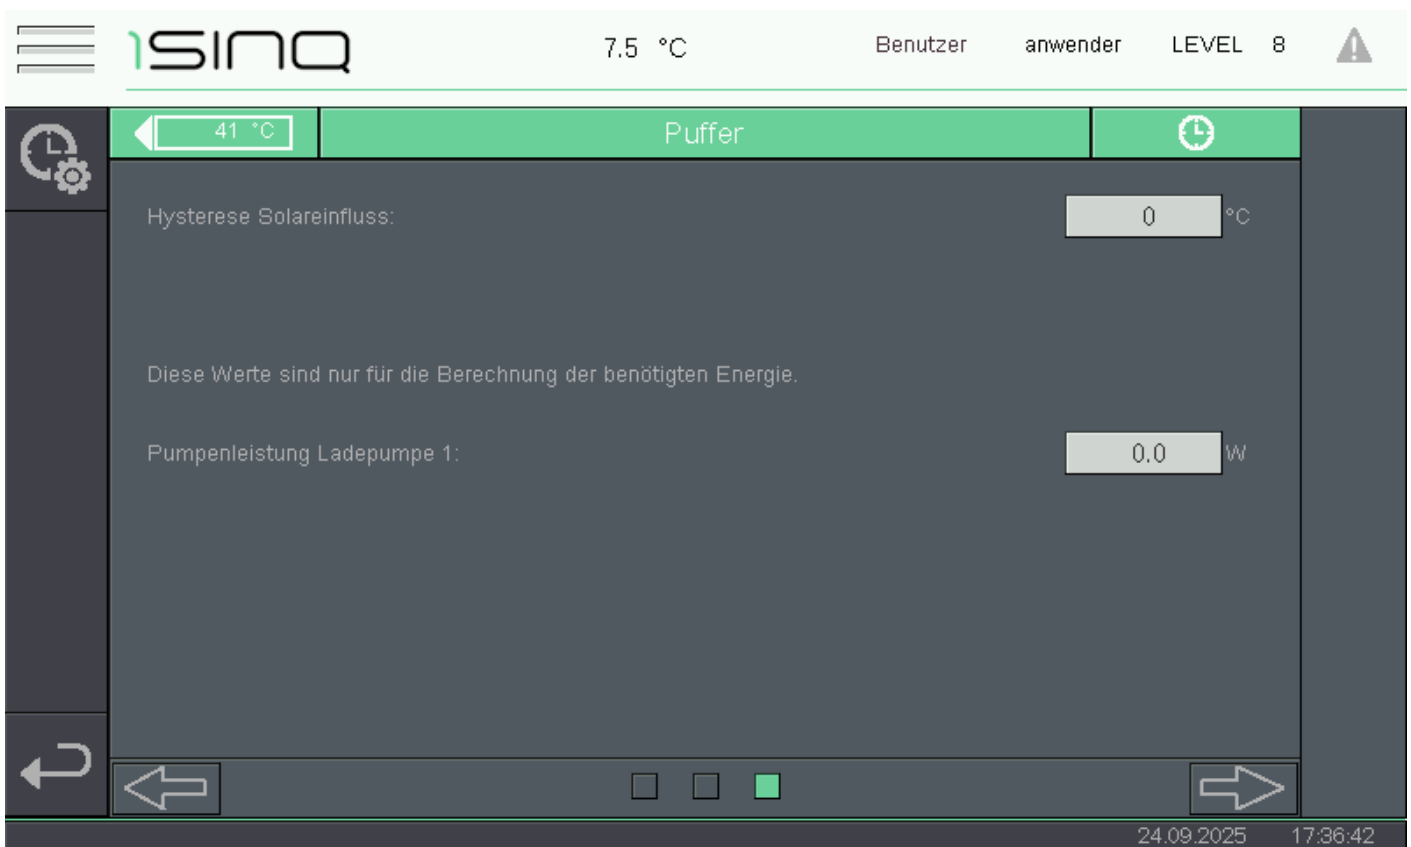 ısınq 7.5 °C Benutzer anwender LEVEL 8
41 °C Puffer
Hysterese Solareinfluss: 0 °C
Diese Werte sind nur für die Berechnung der benötigten Energie.
Pumpenleistung Ladepumpe 1: 0.0 W
24.09.2025 17:36:42